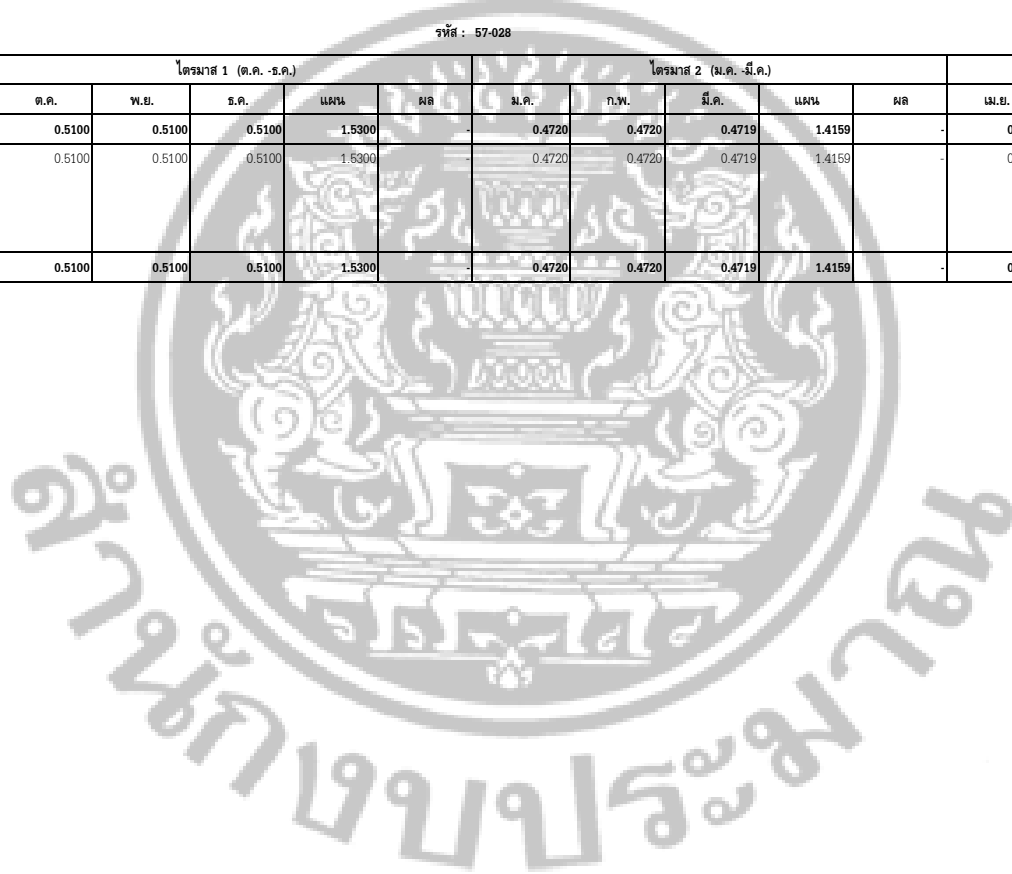 รหัส : 57-028
ไตรมาส 1 (ต.ค. -ธ.ค.) ไตรมาส 2 (ม.ค. -มี.ค.)
ต.ค. พ.ย. ธ.ค. แผน ผล ม.ค. ก.พ. มี.ค. แผน ผล เม.ย.
0.5100 0.5100 0.5100 1.5300 - 0.4720 0.4720 0.4719 1.4159 - 0
0.5100 0.5100 0.5100 1.5300 - 0.4720 0.4720 0.4719 1.4159 - 0
0.5100 0.5100 0.5100 1.5300 - 0.4720 0.4720 0.4719 1.4159 - 0
สำนักงบประมาณ